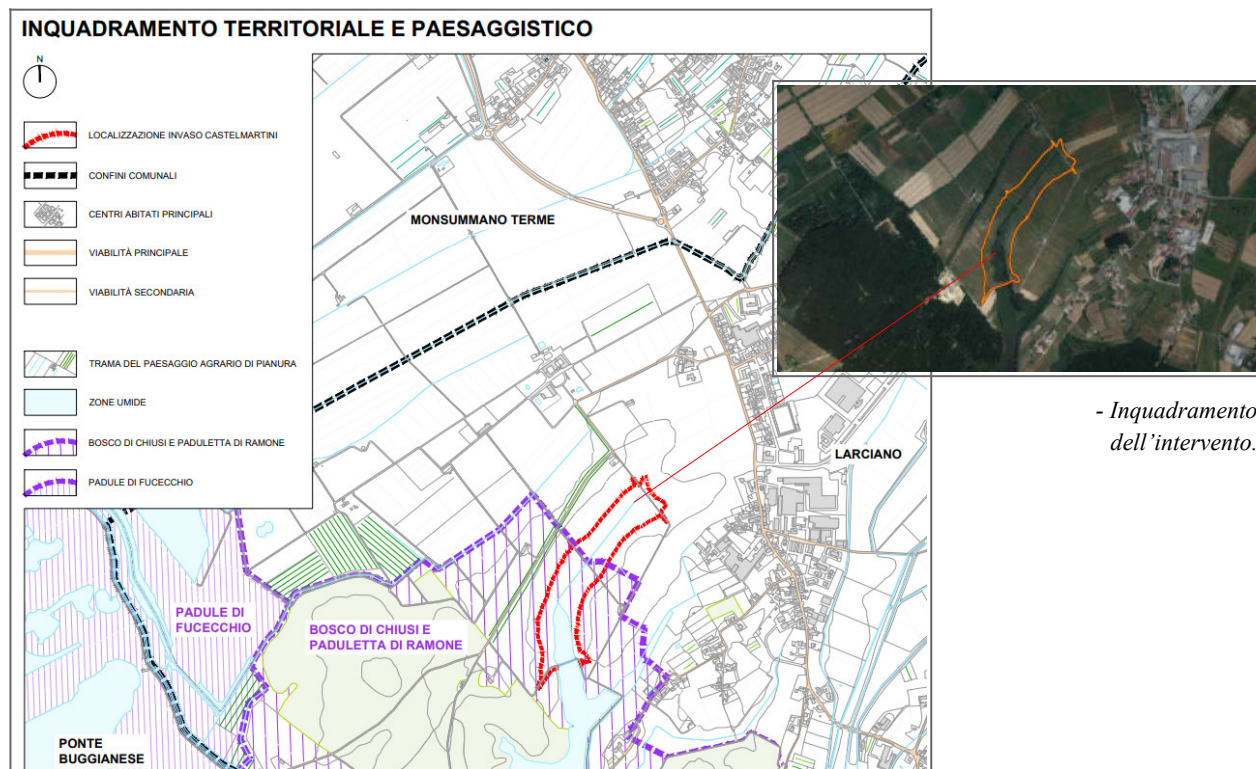 INQUADRAMENTO TERRITORIALE E PAESAGGISTICO
N
LOCALIZZAZIONE INVASO CASTELMARTINI
CONFINI COMUNALI
CENTRI ABITATI PRINCIPALI
VIABILITÀ PRINCIPALE
VIABILITÀ SECONDARIA
TRAMA DEL PAESAGGIO AGRARIO DI PIANURA
ZONE UMIDE
BOSCO DI CHIUSI E PADULETTA DI RAMONE
PADULE DI FUCECCHIO
MONSUMMANO TERME
LARCIANO
PADULE DI
FUCECCHIO
BOSCO DI CHIUSI E
PADULETTA DI RAMONE
PONTE
BUGGIANESE
- Inquadramento
dell'intervento.